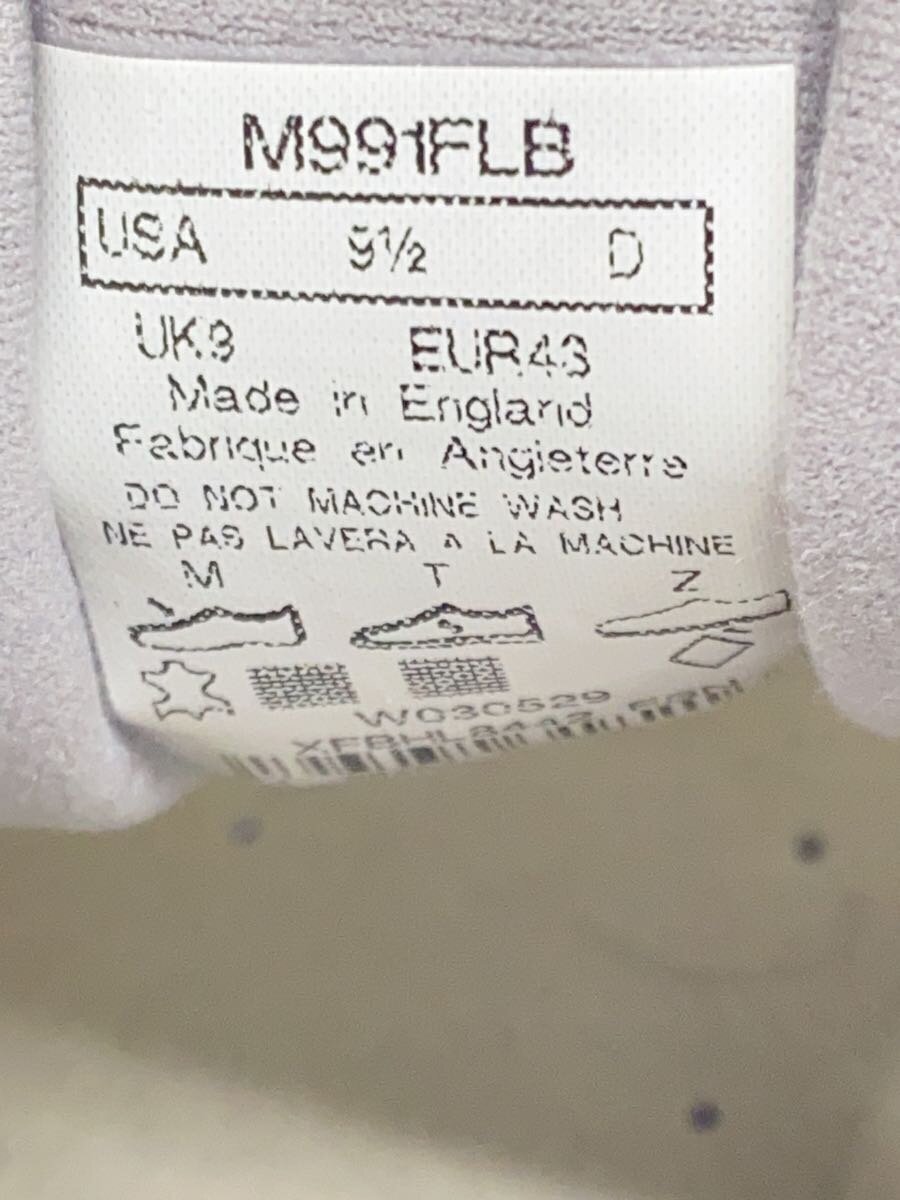 M991FLB
USA 9½ D
UK9 EUR43
Made in England
Fabrique en Angleterre
DO NOT MACHINE WASH
NE PAS LAVERA A LA MACHINE
M T Z
W030529